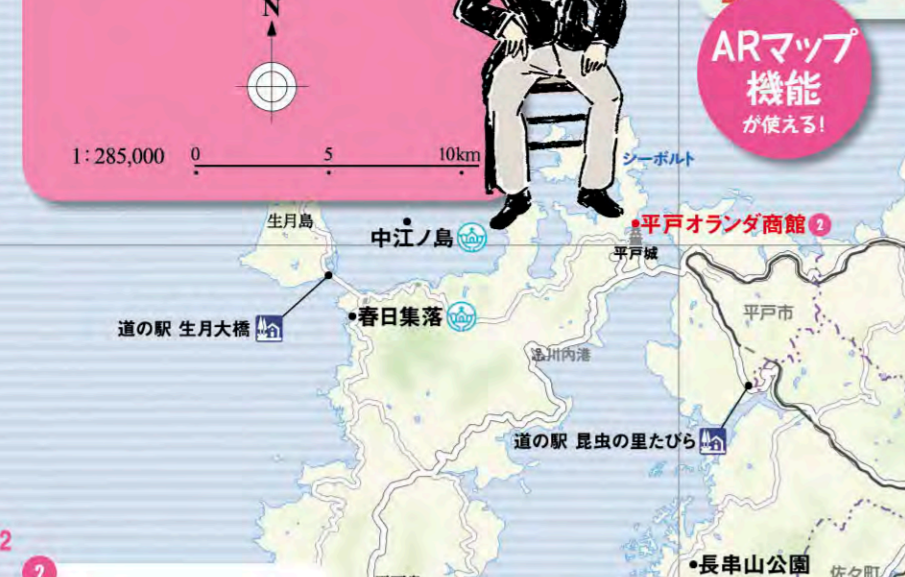 N
1：285,000 0 5 10km
ARマップ
機能
が使える!
シーボルト
生月島
中江ノ島
平戸オランダ商館 2
平戸城
道の駅 生月大橋
春日集落
平戸市
川内港
道の駅 昆虫の里たびら
2
2
長串山公園
佐々町